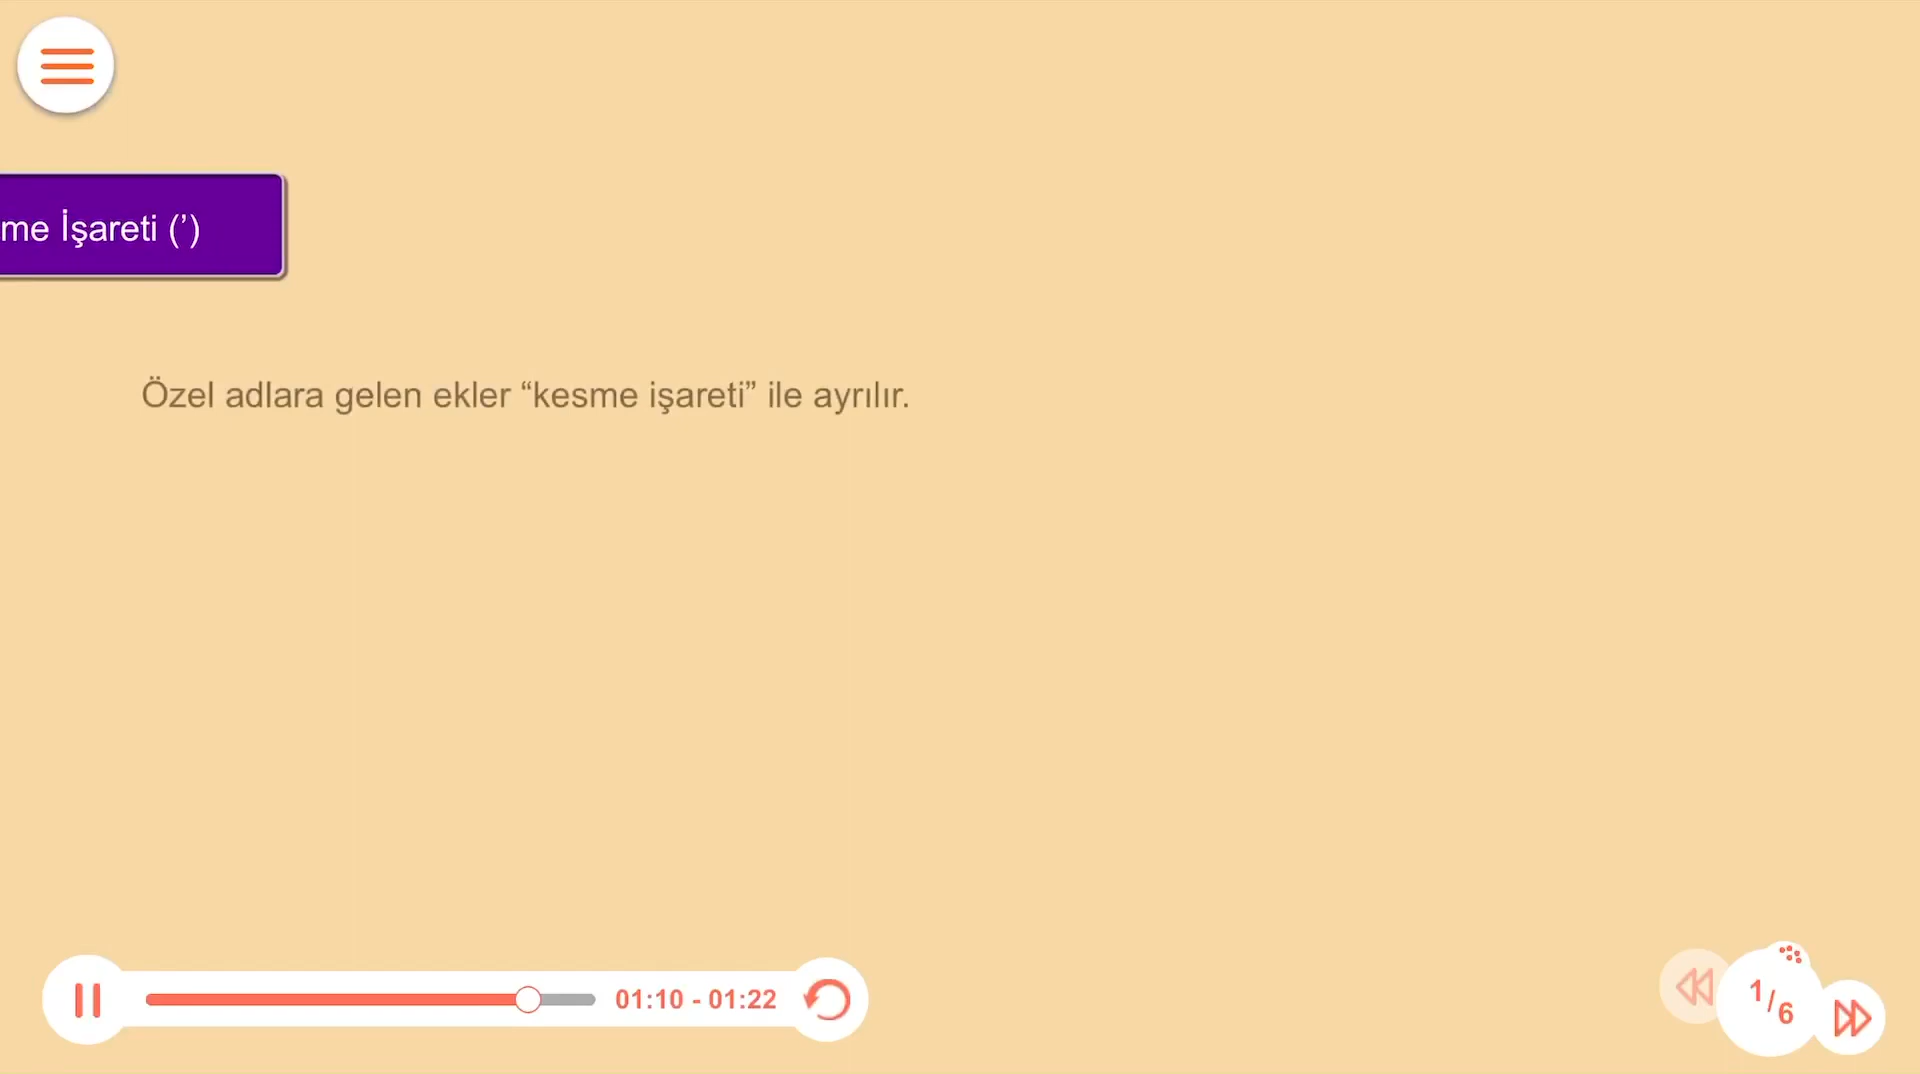 me İşareti (’)
Özel adlara gelen ekler “kesme işareti” ile ayrılır.
01:10 - 01:22
1/6